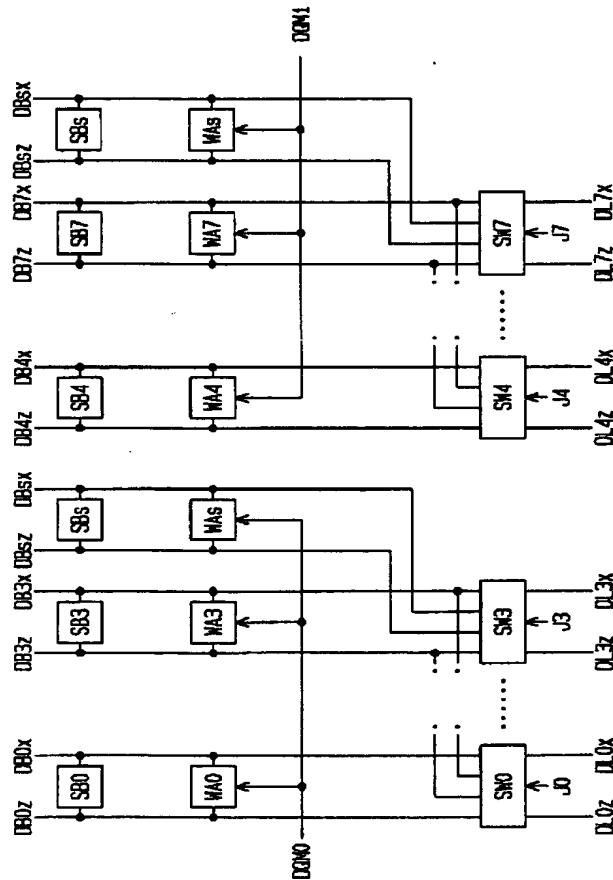 DB0z DB0x DB3z DB3x DBsz DBsx DB4z DB4x DB7z DB7x DBsz DBsx
SB0 SB3 SBs SB4 SB7 SBs
WA0 WA3 WAs WA4 WA7 WAs
DQM0 DQM1
SW0 SW3 SW4 SW7
J0 J3 J4 J7
DL0z DL0x DL3z DL3x DL4z DL4x DL7z DL7x